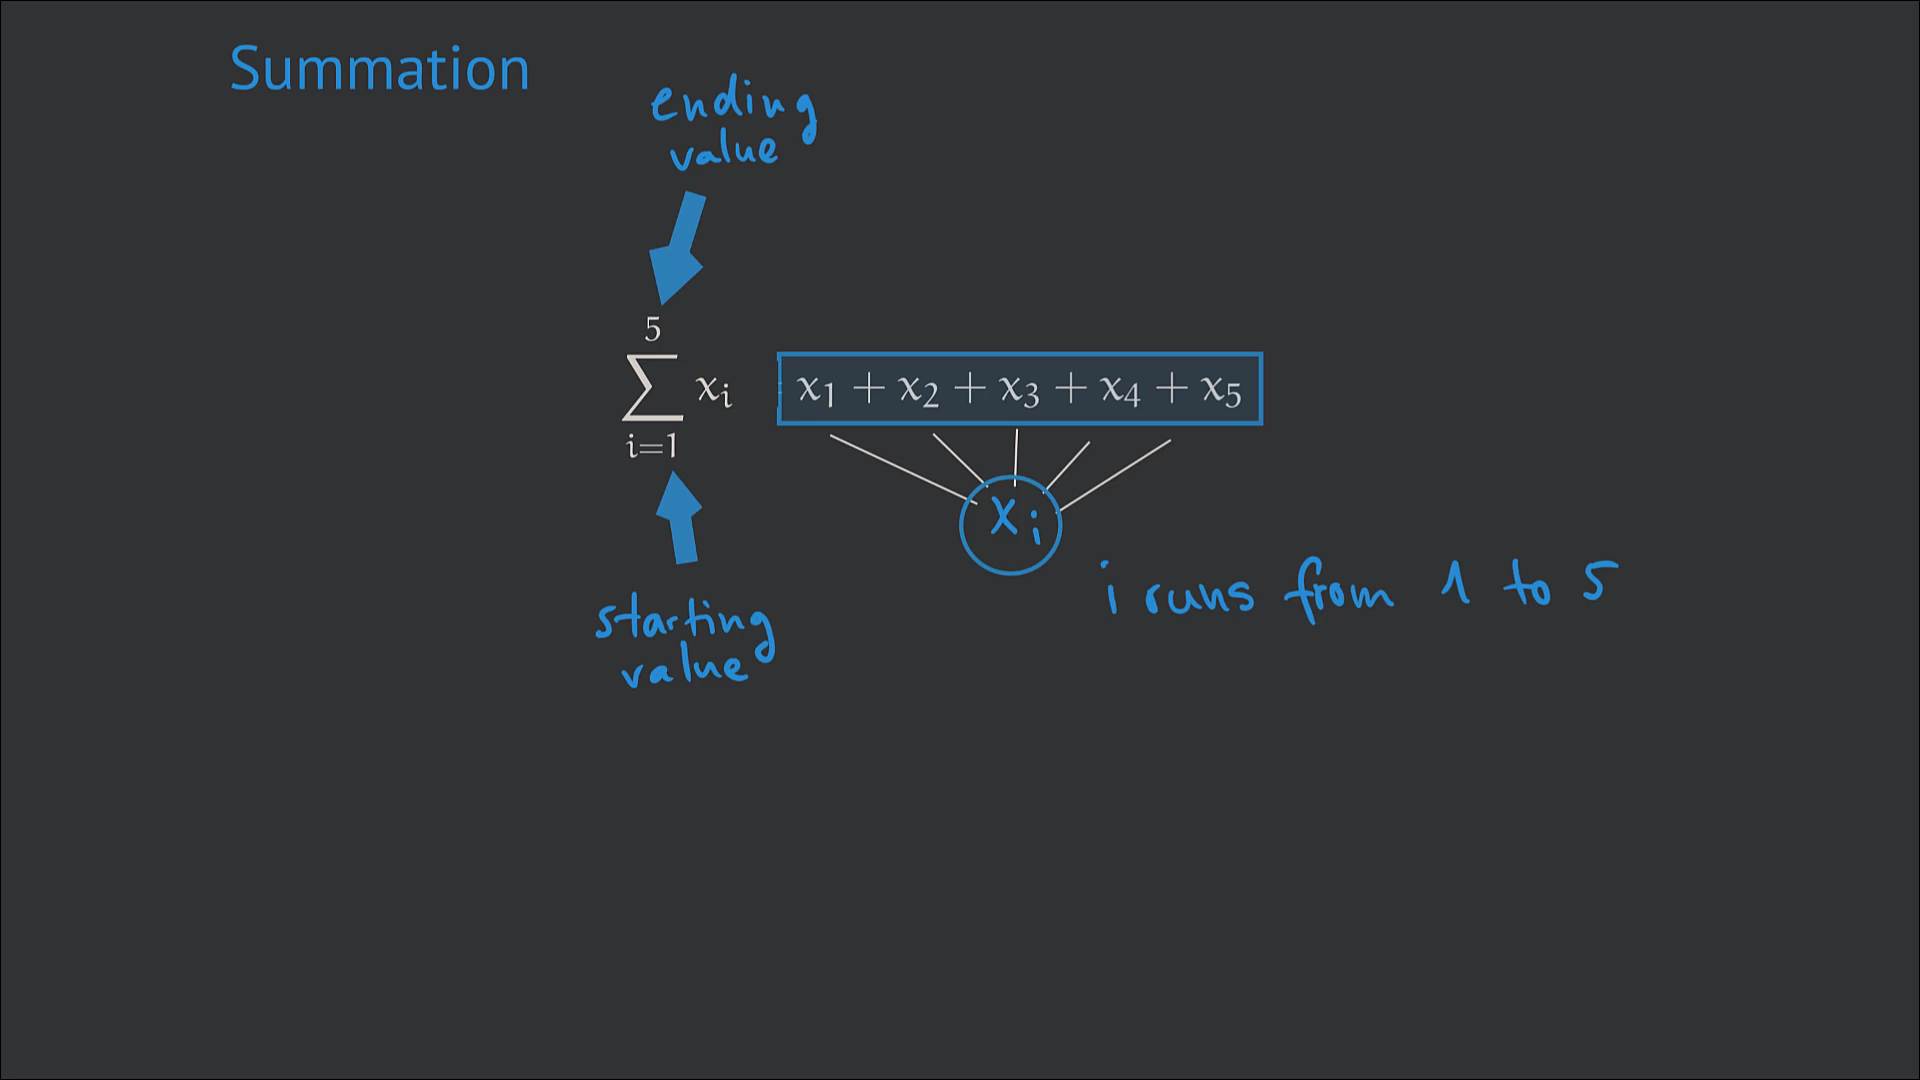 Summation
ending
value
5
∑ xᵢ = x₁ + x₂ + x₃ + x₄ + x₅
i=1
xᵢ
i runs from 1 to 5
starting
value